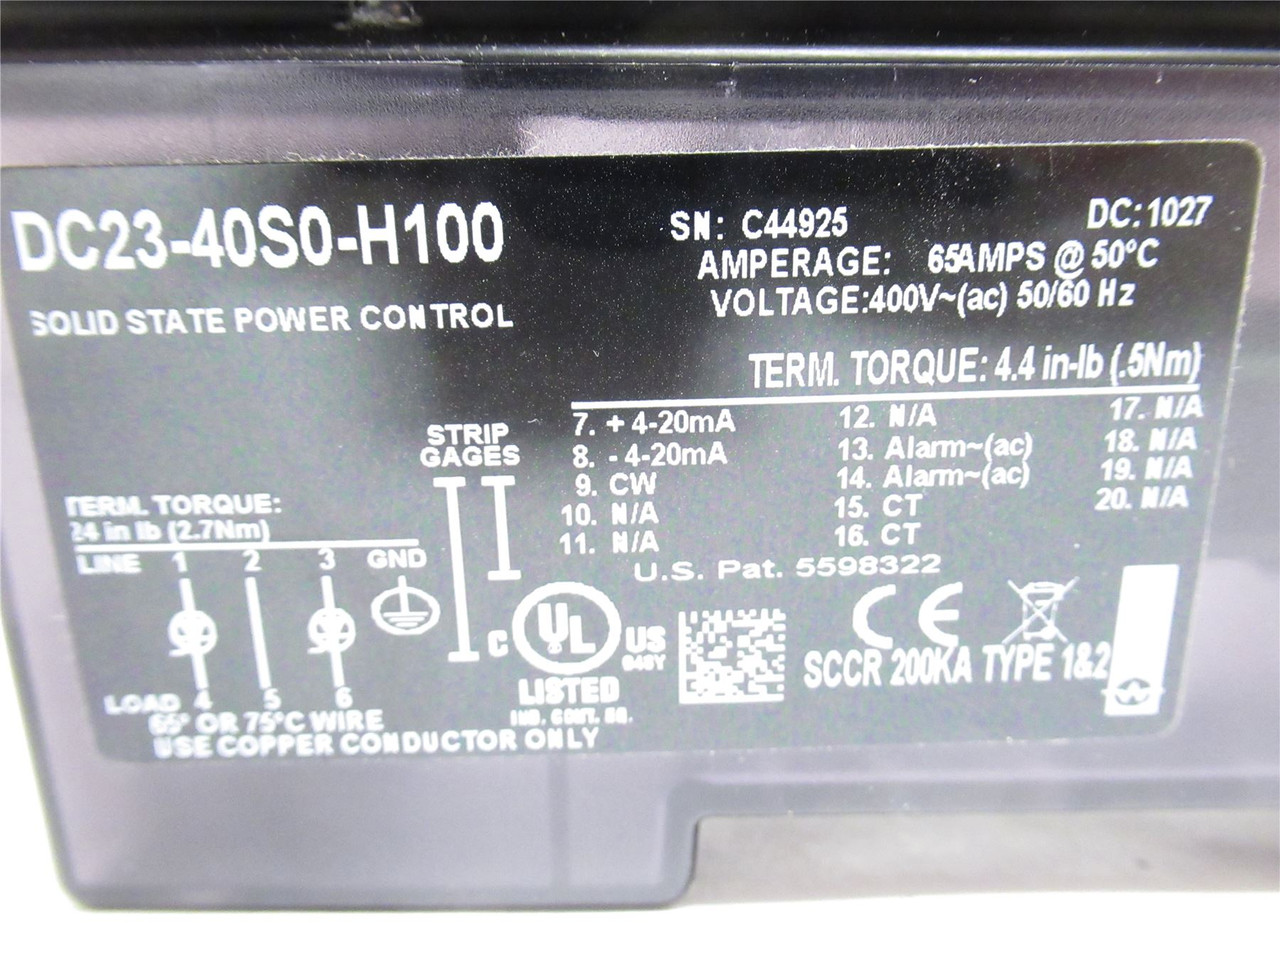 DC23-40S0-H100
SOLID STATE POWER CONTROL
SN: C44925
DC: 1027
AMPERAGE: 65AMPS @ 50°C
VOLTAGE:400V~(ac) 50/60 Hz
TERM. TORQUE: 4.4 in-lb (.5Nm)
7. + 4-20mA
8. - 4-20mA
9. CW
10. N/A
11. N/A
12. N/A
13. Alarm~(ac)
14. Alarm~(ac)
15. CT
16. CT
17. N/A
18. N/A
19. N/A
20. N/A
U.S. Pat. 5598322
STRIP
GAGES
TERM. TORQUE:
24 in lb (2.7Nm)
LINE 1 2 3 GND
LOAD 4 5 6
65° OR 75°C WIRE
USE COPPER CONDUCTOR ONLY
C UL US
LISTED
IND. CONT. EQ.
CE
SCCR 200KA TYPE 1&2
W